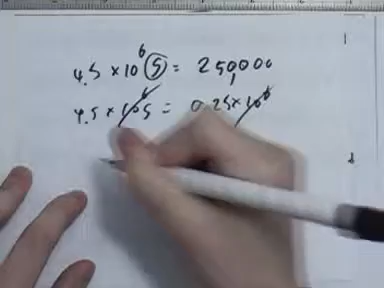 4.5 × 10⁶ S = 250,000
4.5 × 10⁶ S = 0.25 × 10⁶